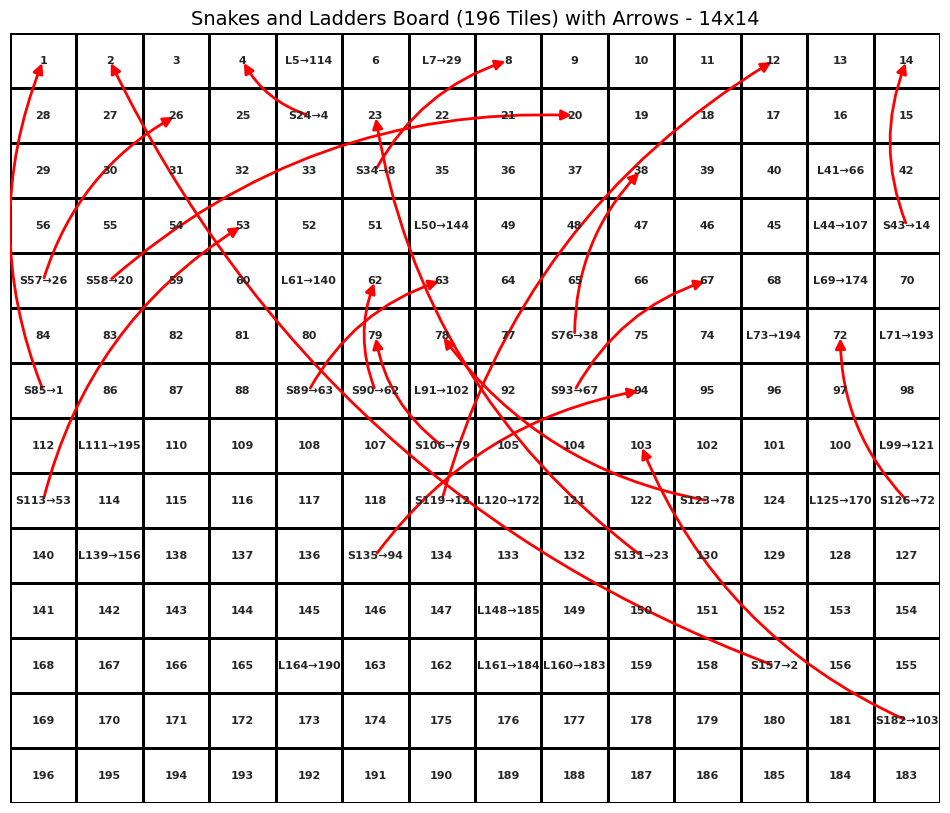 Snakes and Ladders Board (196 Tiles) with Arrows - 14x14
1 2 3 4 L5→114 6 L7→29 8 9 10 11 12 13 14
28 27 26 25 S24→4 23 22 21 20 19 18 17 16 15
29 30 31 32 33 S34→8 35 36 37 38 39 40 L41→66 42
56 55 54 53 52 51 L50→144 49 48 47 46 45 L44→107 S43→14
S57→26 S58→20 59 60 L61→140 62 63 64 65 66 67 68 L69→174 70
84 83 82 81 80 79 78 77 S76→38 75 74 L73→194 72 L71→193
S85→1 86 87 88 S89→63 S90→62 L91→102 92 S93→67 94 95 96 97 98
112 L111→195 110 109 108 107 S106→79 105 104 103 102 101 100 L99→121
S113→53 114 115 116 117 118 S119→12 L120→172 121 122 S123→78 124 L125→170 S126→72
140 L139→156 138 137 136 S135→94 134 133 132 S131→23 130 129 128 127
141 142 143 144 145 146 147 L148→185 149 150 151 152 153 154
168 167 166 165 L164→190 163 162 L161→184 L160→183 159 158 S157→2 156 155
169 170 171 172 173 174 175 176 177 178 179 180 181 S182→103
196 195 194 193 192 191 190 189 188 187 186 185 184 183